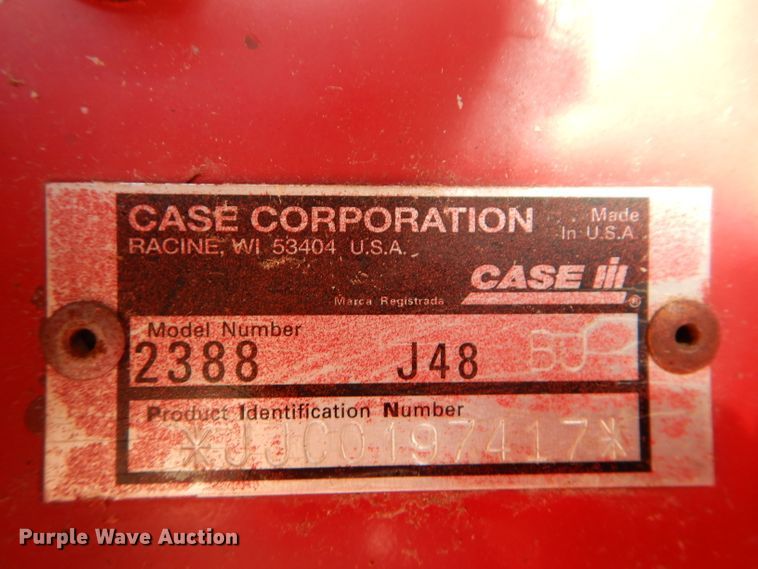 CASE CORPORATION
RACINE, WI 53404 U.S.A.
Made
In U.S.A
CASE IH
Marca Registrada ®
Model Number
2388 J48
Product Identification Number
*JJC0197417*
Purple Wave Auction